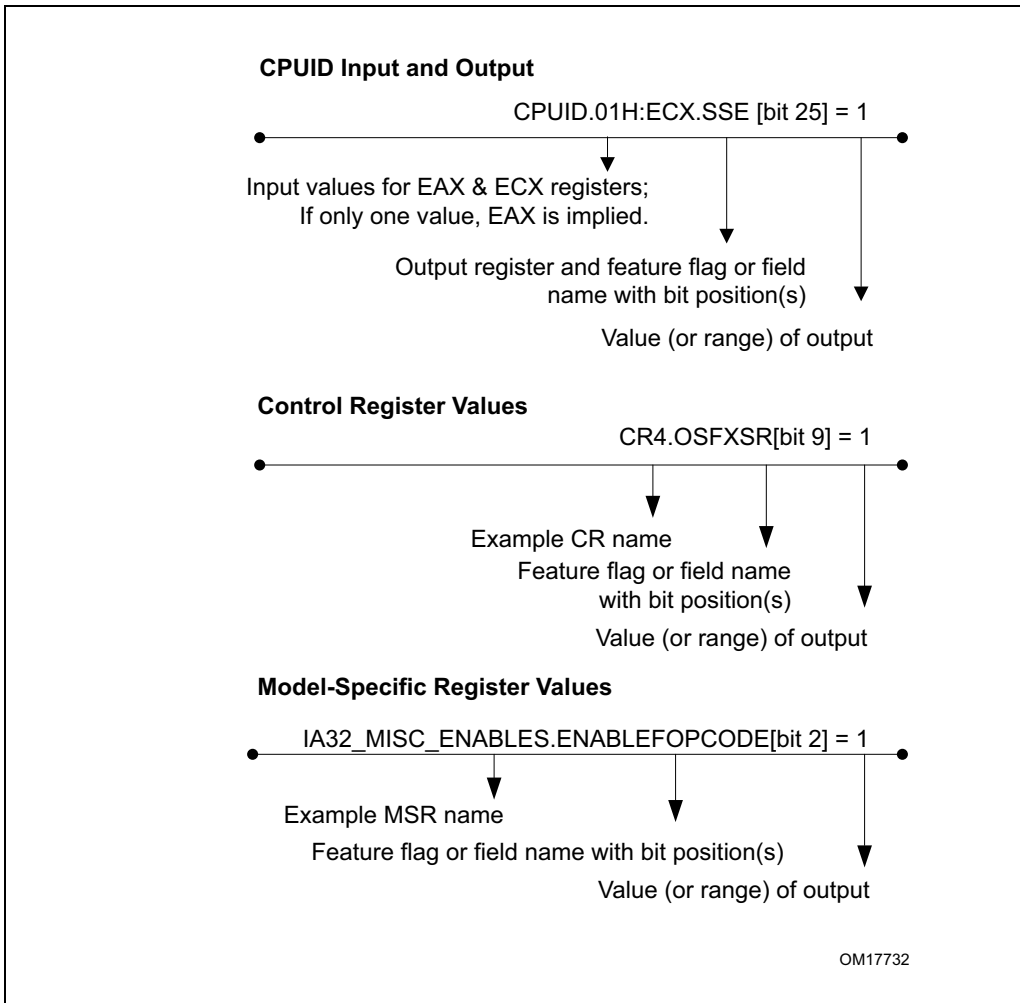 CPUID Input and Output
CPUID.01H:ECX.SSE [bit 25] = 1
Input values for EAX & ECX registers;
If only one value, EAX is implied.
Output register and feature flag or field
name with bit position(s)
Value (or range) of output
Control Register Values
CR4.OSFXSR[bit 9] = 1
Example CR name
Feature flag or field name
with bit position(s)
Value (or range) of output
Model-Specific Register Values
IA32_MISC_ENABLES.ENABLEFOPCODE[bit 2] = 1
Example MSR name
Feature flag or field name with bit position(s)
Value (or range) of output
OM17732